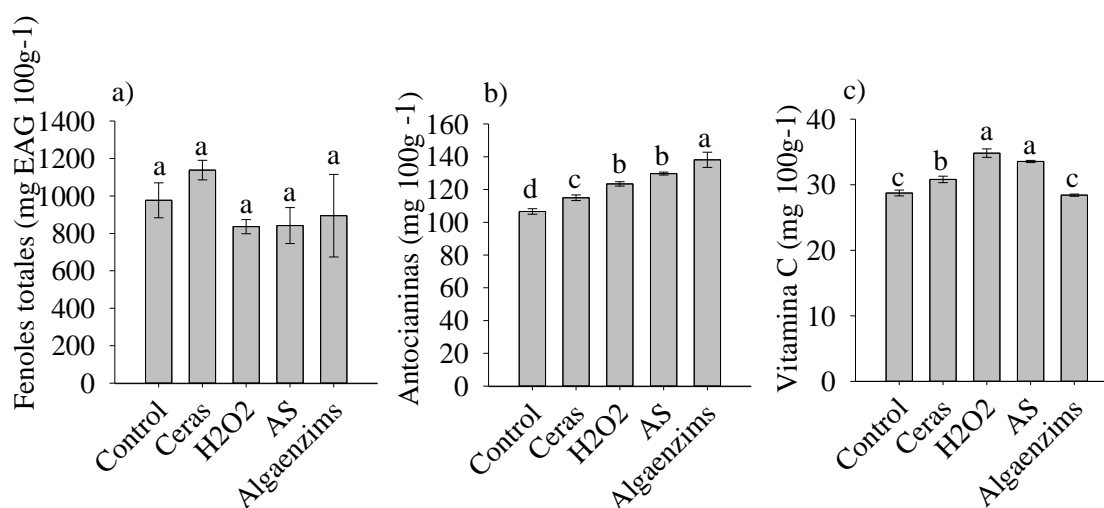 a)
Fenoles totales (mg EAG 100g-1)
1400
1200
1000
800
600
400
200
0
a
a
a
a
a
Control
Ceras
H2O2
AS
Algaenzims
b)
Antocianinas (mg 100g -1)
160
140
120
100
80
60
40
20
0
d
c
b
b
a
Control
Ceras
H2O2
AS
Algaenzims
c)
Vitamina C (mg 100g-1)
40
30
20
10
0
c
b
a
a
c
Control
Ceras
H2O2
AS
Algaenzims